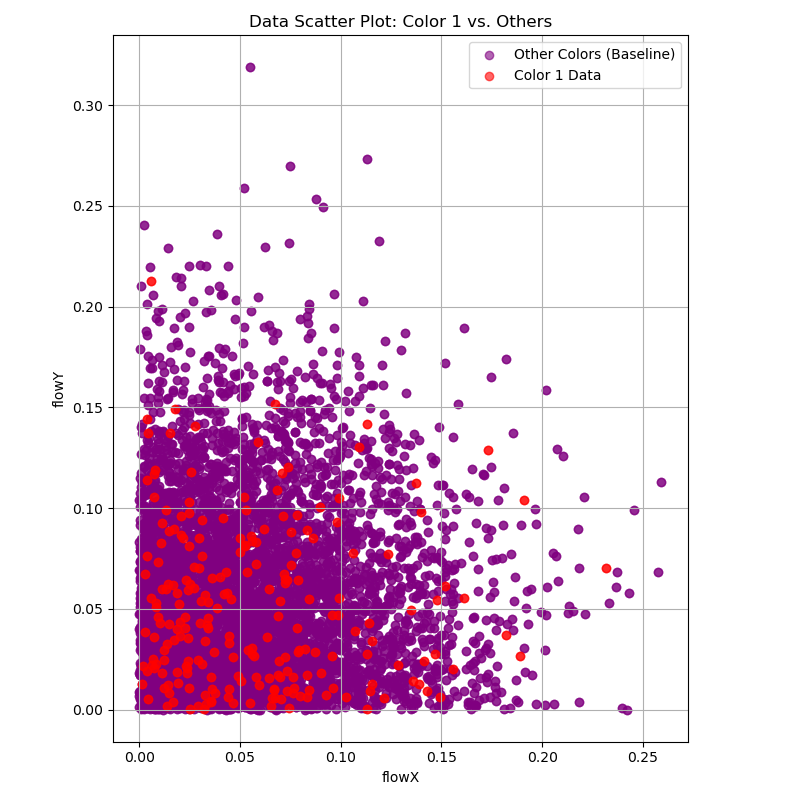 Data Scatter Plot: Color 1 vs. Others
Other Colors (Baseline)
Color 1 Data
flowY
0.30
0.25
0.20
0.15
0.10
0.05
0.00
0.00 0.05 0.10 0.15 0.20 0.25
flowX